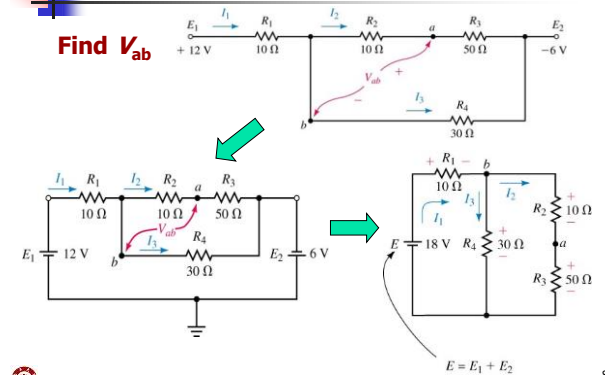 Find Vab
E1
+ 12 V
I1
R1
10 Ω
I2
R2
10 Ω
a
R3
50 Ω
E2
−6 V
Vab
+
−
b
I3
R4
30 Ω
I1
R1
10 Ω
I2
R2
10 Ω
a
R3
50 Ω
Vab
b
I3
R4
30 Ω
E1
12 V
E2
6 V
+ R1 −
10 Ω
b
I1
I3
I2
E
18 V
R4
+
30 Ω
−
R2
+
10 Ω
−
a
R3
+
50 Ω
−
E = E1 + E2